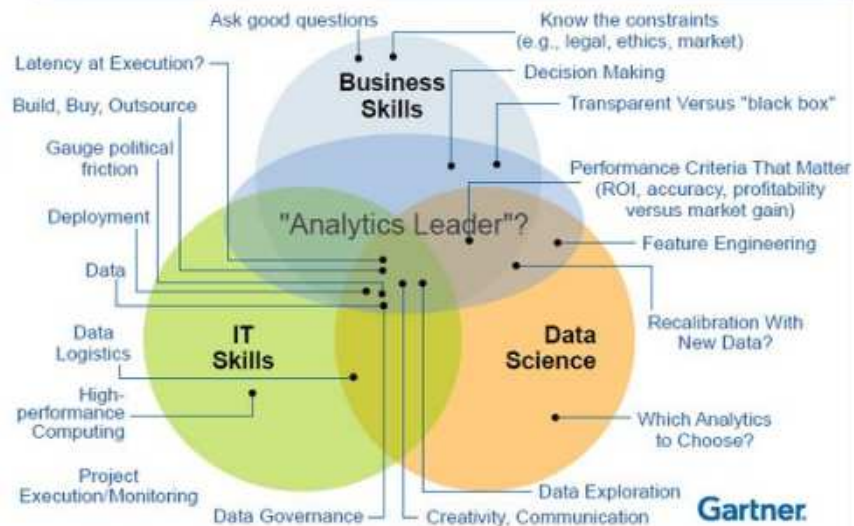 Ask good questions
Know the constraints
(e.g., legal, ethics, market)
Latency at Execution?
Business
Skills
Decision Making
Build, Buy, Outsource
Transparent Versus "black box"
Gauge political
friction
Performance Criteria That Matter
(ROI, accuracy, profitability
versus market gain)
Deployment
"Analytics Leader"?
Feature Engineering
Data
Data
Logistics
IT
Skills
Data
Science
Recalibration With
New Data?
High-
performance
Computing
Which Analytics
to Choose?
Project
Execution/Monitoring
Data Exploration
Data Governance
Creativity, Communication
Gartner